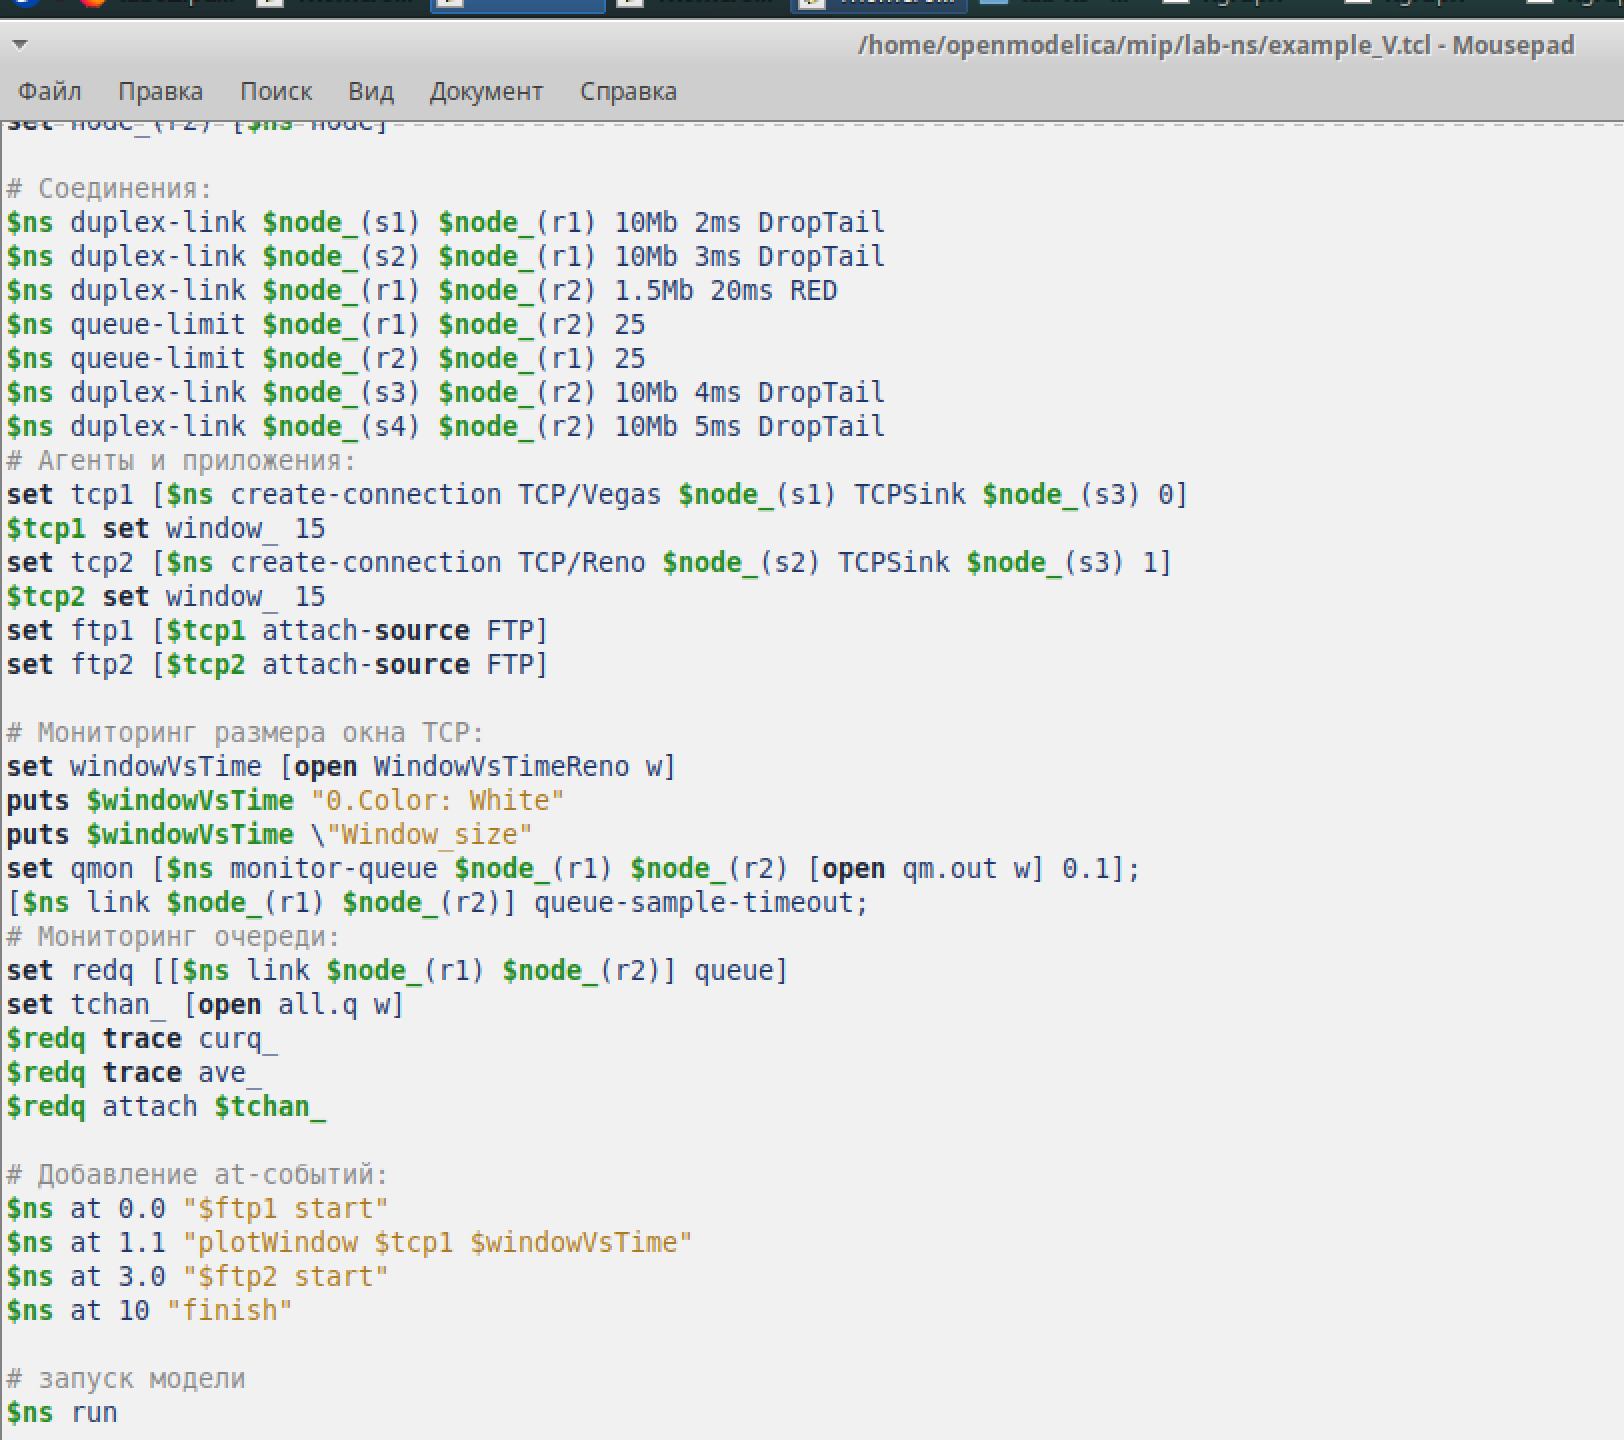 /home/openmodelica/mip/lab-ns/example_V.tcl - Mousepad
Файл Правка Поиск Вид Документ Справка
set node_(r2) [$ns node]
# Соединения:
$ns duplex-link $node_(s1) $node_(r1) 10Mb 2ms DropTail
$ns duplex-link $node_(s2) $node_(r1) 10Mb 3ms DropTail
$ns duplex-link $node_(r1) $node_(r2) 1.5Mb 20ms RED
$ns queue-limit $node_(r1) $node_(r2) 25
$ns queue-limit $node_(r2) $node_(r1) 25
$ns duplex-link $node_(s3) $node_(r2) 10Mb 4ms DropTail
$ns duplex-link $node_(s4) $node_(r2) 10Mb 5ms DropTail
# Агенты и приложения:
set tcp1 [$ns create-connection TCP/Vegas $node_(s1) TCPSink $node_(s3) 0]
$tcp1 set window_ 15
set tcp2 [$ns create-connection TCP/Reno $node_(s2) TCPSink $node_(s3) 1]
$tcp2 set window_ 15
set ftp1 [$tcp1 attach-source FTP]
set ftp2 [$tcp2 attach-source FTP]
# Мониторинг размера окна TCP:
set windowVsTime [open WindowVsTimeReno w]
puts $windowVsTime "0.Color: White"
puts $windowVsTime \"Window_size"
set qmon [$ns monitor-queue $node_(r1) $node_(r2) [open qm.out w] 0.1];
[$ns link $node_(r1) $node_(r2)] queue-sample-timeout;
# Мониторинг очереди:
set redq [[$ns link $node_(r1) $node_(r2)] queue]
set tchan_ [open all.q w]
$redq trace curq_
$redq trace ave_
$redq attach $tchan_
# Добавление at-событий:
$ns at 0.0 "$ftp1 start"
$ns at 1.1 "plotWindow $tcp1 $windowVsTime"
$ns at 3.0 "$ftp2 start"
$ns at 10 "finish"
# запуск модели
$ns run